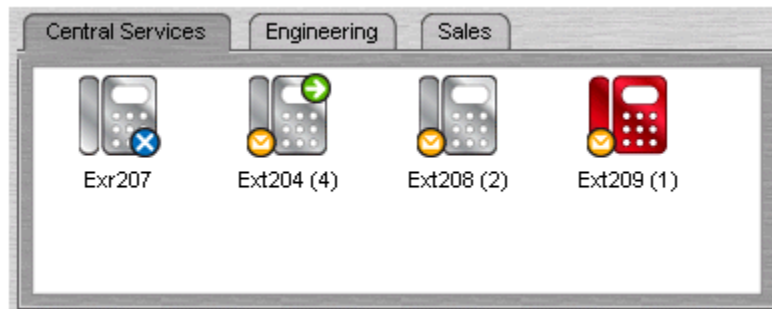 Central Services Engineering Sales
Exr207 Ext204 (4) Ext208 (2) Ext209 (1)